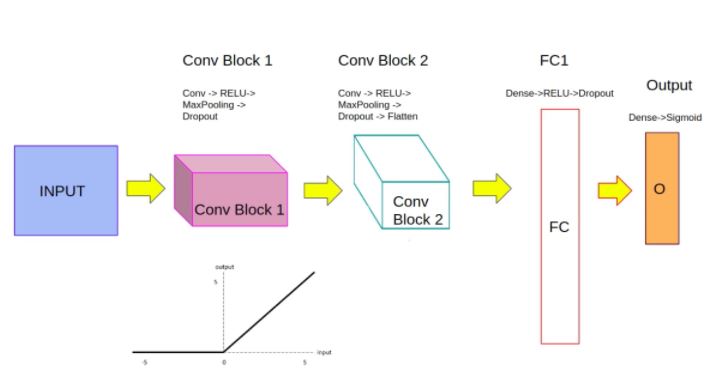 Conv Block 1
Conv -> RELU->
MaxPooling ->
Dropout
Conv Block 2
Conv -> RELU->
MaxPooling ->
Dropout -> Flatten
FC1
Dense->RELU->Dropout
Output
Dense->Sigmoid
INPUT
Conv Block 1
Conv
Block 2
FC
O
output
5
input
-5
0
5